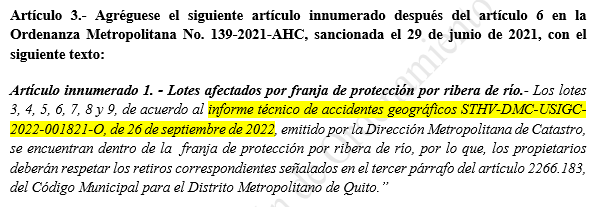 Artículo 3.- Agréguese el siguiente artículo innumerado después del artículo 6 en la
Ordenanza Metropolitana No. 139-2021-AHC, sancionada el 29 de junio de 2021, con el
siguiente texto:
Artículo innumerado 1. - Lotes afectados por franja de protección por ribera de río.- Los lotes
3, 4, 5, 6, 7, 8 y 9, de acuerdo al informe técnico de accidentes geográficos STHV-DMC-USIGC-
2022-001821-O, de 26 de septiembre de 2022, emitido por la Dirección Metropolitana de Catastro,
se encuentran dentro de la franja de protección por ribera de río, por lo que, los propietarios
deberán respetar los retiros correspondientes señalados en el tercer párrafo del artículo 2266.183,
del Código Municipal para el Distrito Metropolitano de Quito.”